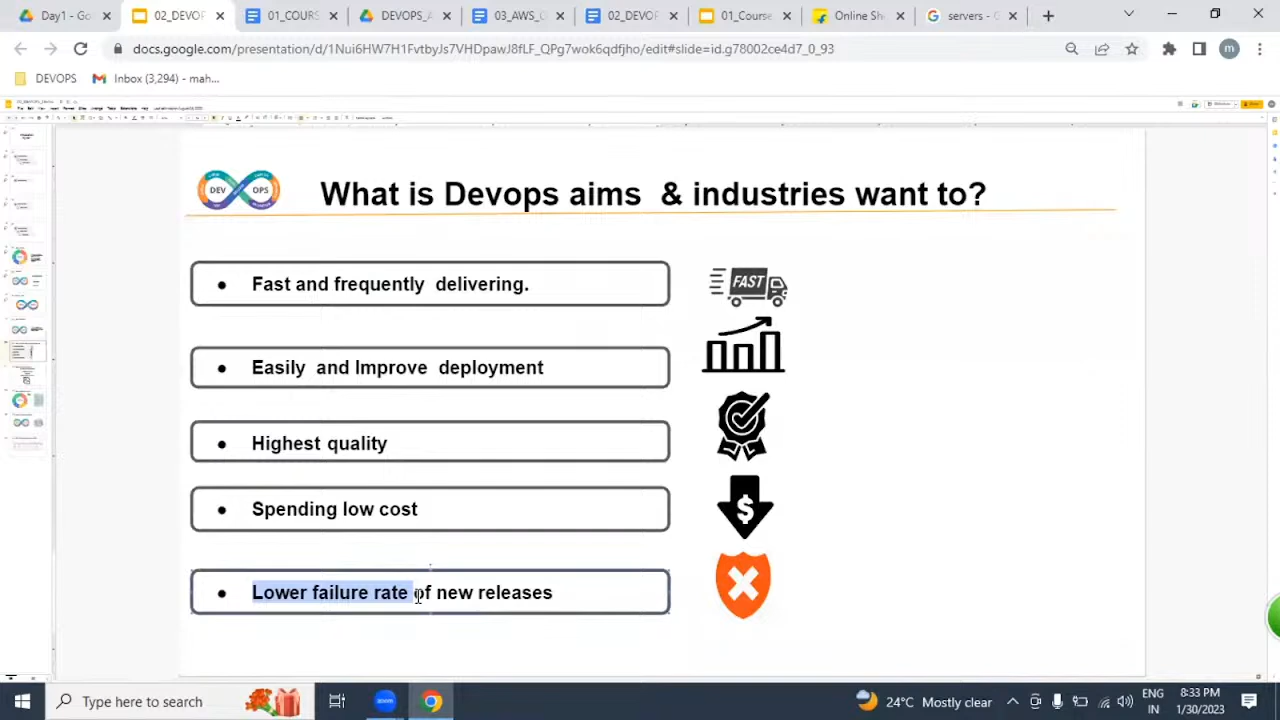 Day1 - Go
02_DEVOP
01_COURS
DEVOPS_A
03_AWS_C
02_DEVOP
01_Course
Online Sh
servers - G
docs.google.com/presentation/d/1Nui6HW7H1FvtbyJs7VHDpawJ8fLF_QPg7wok6qdfjho/edit#slide=id.g78002ce4d7_0_93
m
DEVOPS
Inbox (3,294) - mah...
DEV OPS
What is Devops aims & industries want to?
● Fast and frequently delivering.
FAST
● Easily and Improve deployment
● Highest quality
● Spending low cost
$
● Lower failure rate of new releases
Type here to search
zoom
24°C Mostly clear
ENG
IN
8:33 PM
1/30/2023